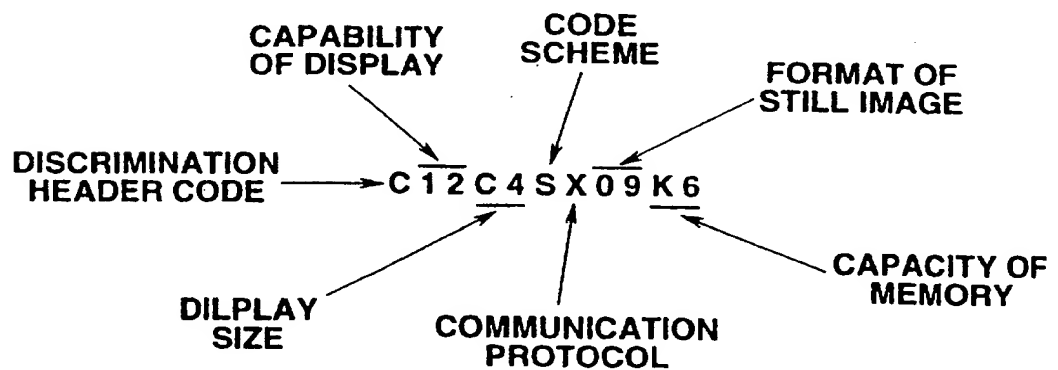 CAPABILITY
OF DISPLAY
CODE
SCHEME
FORMAT OF
STILL IMAGE
DISCRIMINATION
HEADER CODE
C 1 2 C 4 S X 0 9 K 6
DILPLAY
SIZE
COMMUNICATION
PROTOCOL
CAPACITY OF
MEMORY